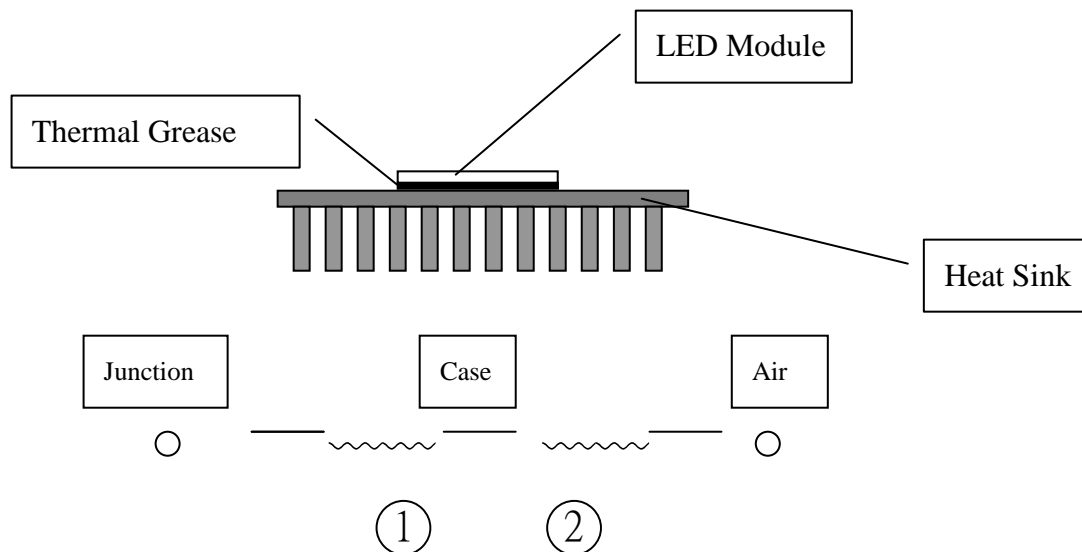 LED Module
Thermal Grease
Heat Sink
Junction
Case
Air
①
②